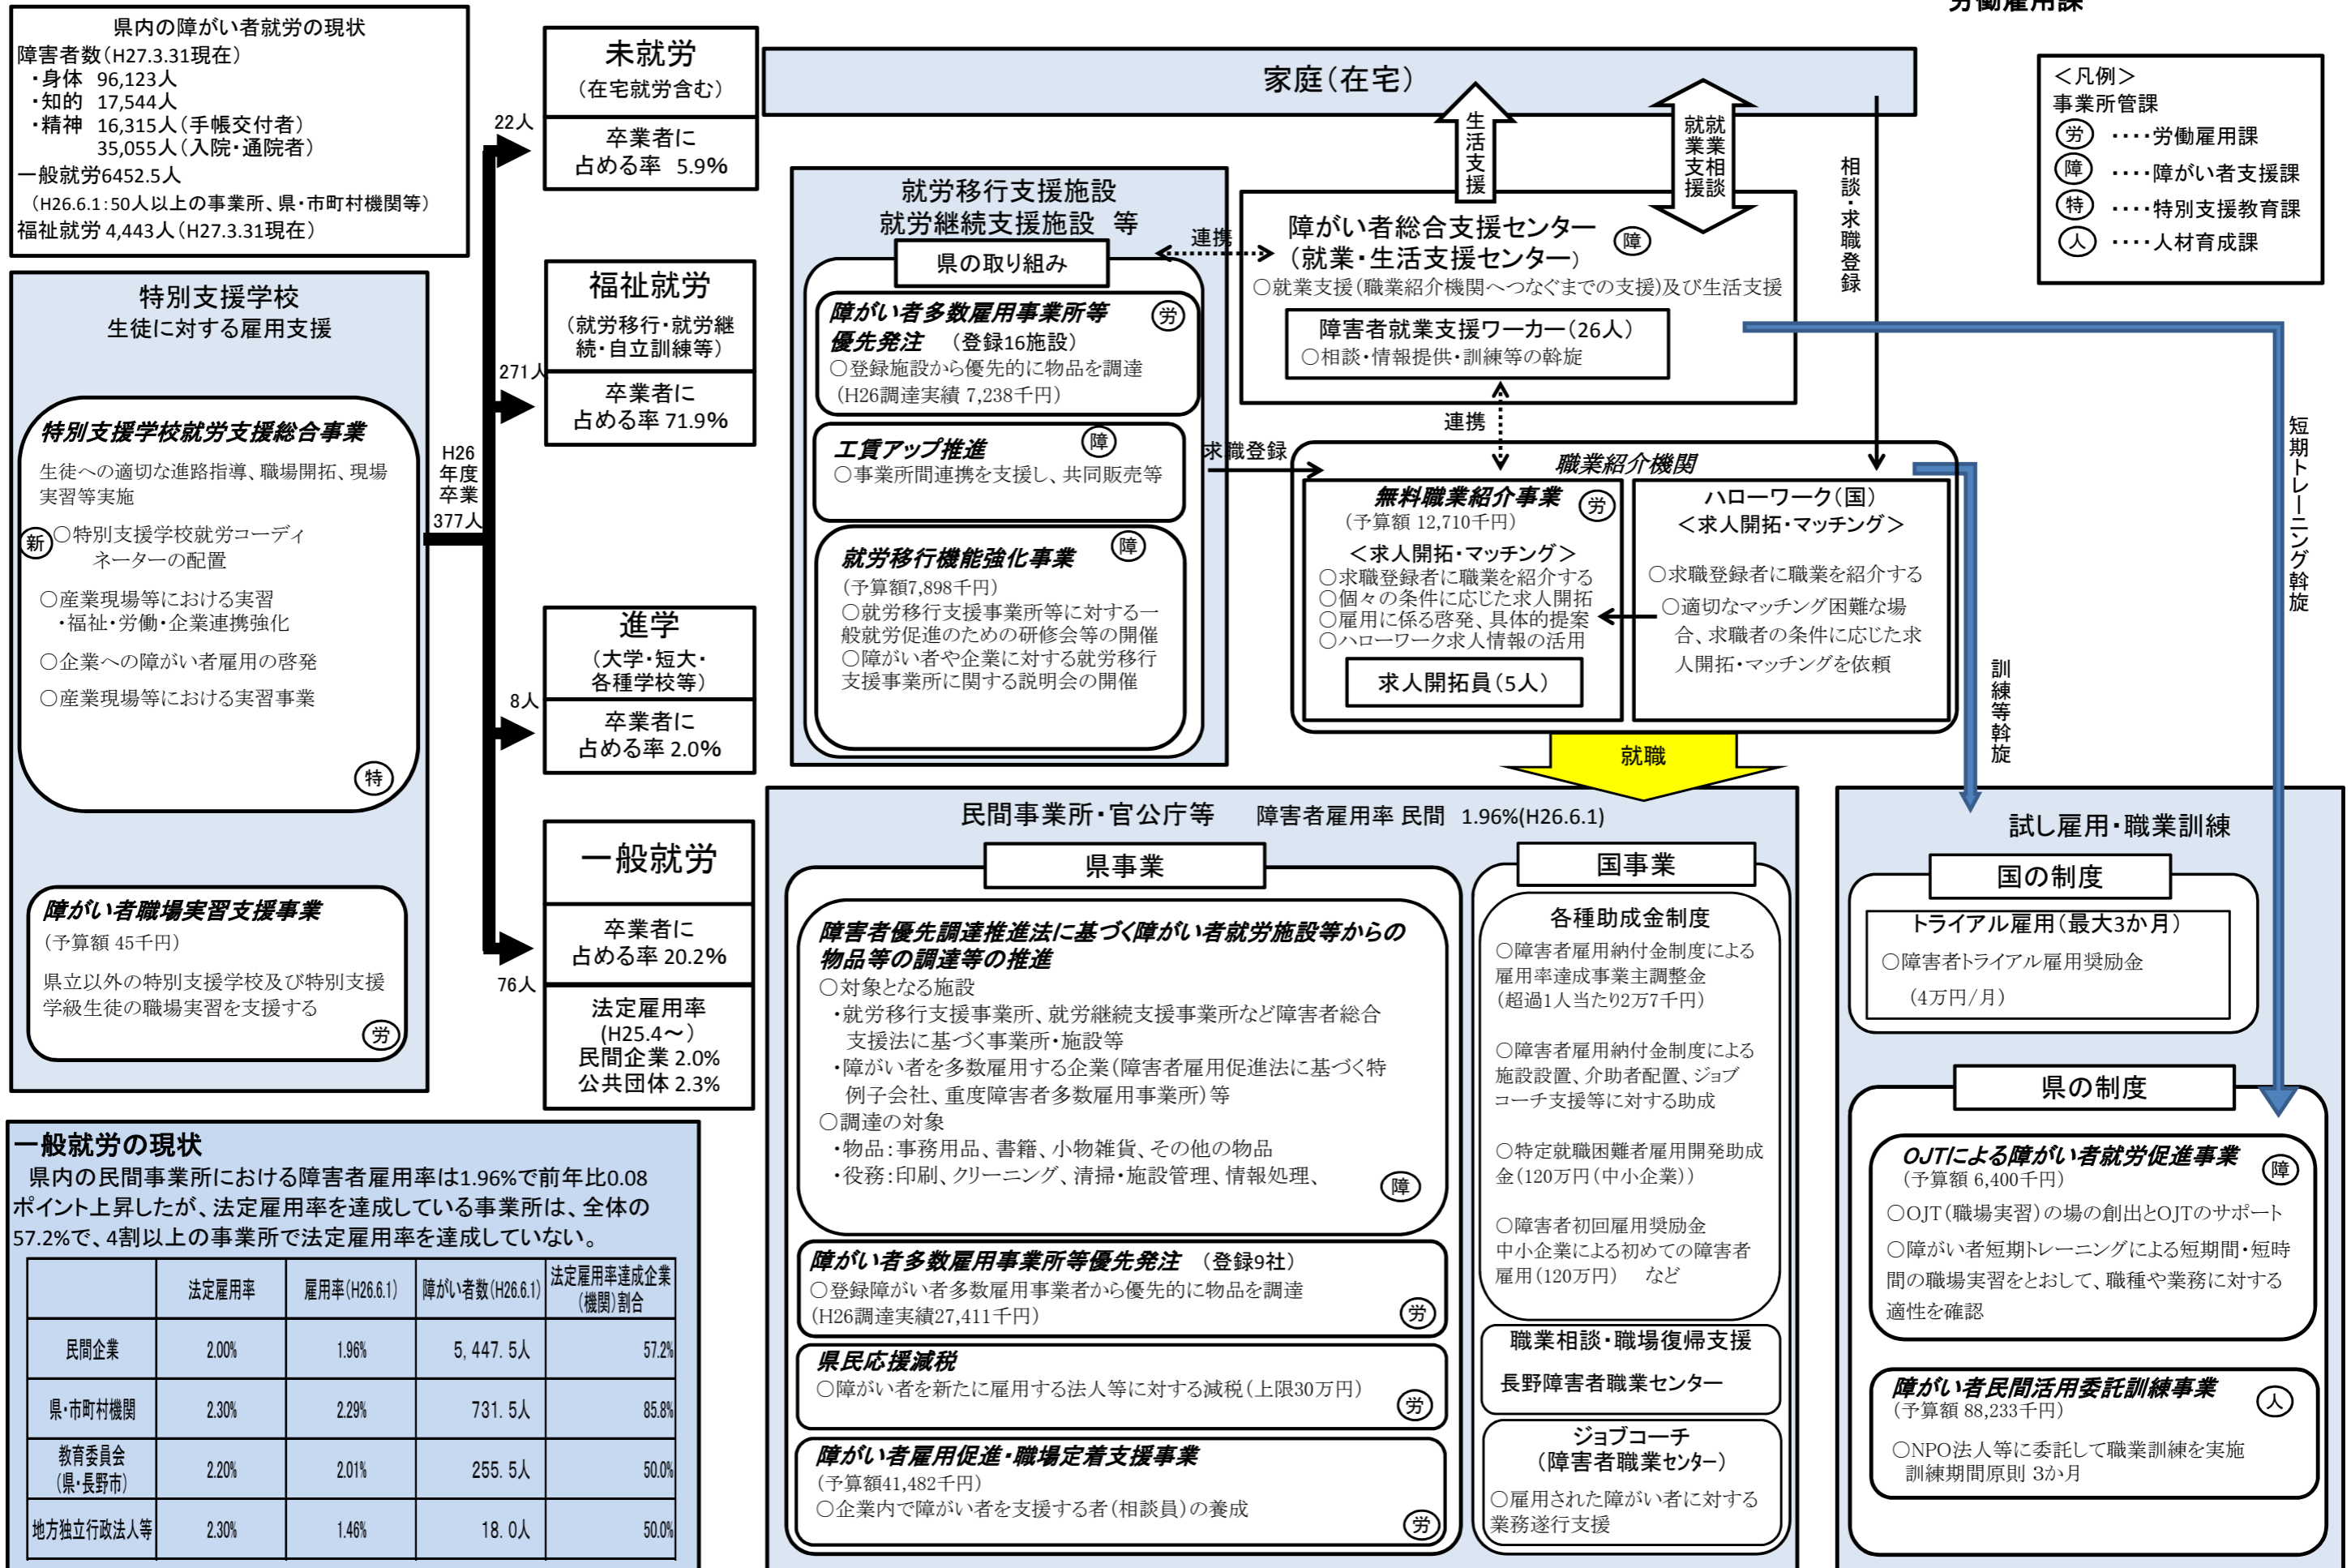 労働雇用課
県内の障がい者就労の現状
障害者数(H27.3.31現在)
・身体 96,123人
・知的 17,544人
・精神 16,315人(手帳交付者)
35,055人(入院・通院者)
一般就労6452.5人
(H26.6.1:50人以上の事業所、県・市町村機関等)
福祉就労 4,443人(H27.3.31現在)
特別支援学校
生徒に対する雇用支援
特別支援学校就労支援総合事業
生徒への適切な進路指導、職場開拓、現場
実習等実施
新
○特別支援学校就労コーディ
ネーターの配置
○産業現場等における実習
・福祉・労働・企業連携強化
○企業への障がい者雇用の啓発
○産業現場等における実習事業
特
障がい者職場実習支援事業
(予算額 45千円)
県立以外の特別支援学校及び特別支援
学級生徒の職場実習を支援する
労
H26
年度
卒業
377人
22人
未就労
(在宅就労含む)
卒業者に
占める率 5.9%
271人
福祉就労
(就労移行・就労継
続・自立訓練等)
卒業者に
占める率 71.9%
8人
進学
(大学・短大・
各種学校等)
卒業者に
占める率 2.0%
76人
一般就労
卒業者に
占める率 20.2%
法定雇用率
(H25.4～)
民間企業 2.0%
公共団体 2.3%
家庭(在宅)
生活支援
就業相談
就業支援
相談・求職登録
<凡例>
事業所管課
労 ････労働雇用課
障 ････障がい者支援課
特 ････特別支援教育課
人 ････人材育成課
就労移行支援施設
就労継続支援施設 等
県の取り組み
障がい者多数雇用事業所等
優先発注 (登録16施設)
労
○登録施設から優先的に物品を調達
(H26調達実績 7,238千円)
工賃アップ推進
障
○事業所間連携を支援し、共同販売等
就労移行機能強化事業
障
(予算額7,898千円)
○就労移行支援事業所等に対する一
般就労促進のための研修会等の開催
○障がい者や企業に対する就労移行
支援事業所に関する説明会の開催
連携
障がい者総合支援センター
(就業・生活支援センター)
障
○就業支援(職業紹介機関へつなぐまでの支援)及び生活支援
障害者就業支援ワーカー(26人)
○相談・情報提供・訓練等の斡旋
連携
求職登録
職業紹介機関
無料職業紹介事業
労
(予算額 12,710千円)
<求人開拓・マッチング>
○求職登録者に職業を紹介する
○個々の条件に応じた求人開拓
○雇用に係る啓発、具体的提案
○ハローワーク求人情報の活用
求人開拓員(5人)
ハローワーク(国)
<求人開拓・マッチング>
○求職登録者に職業を紹介する
○適切なマッチング困難な場
合、求職者の条件に応じた求
人開拓・マッチングを依頼
就職
訓練等斡旋
短期トレーニング斡旋
民間事業所・官公庁等 障害者雇用率 民間 1.96%(H26.6.1)
県事業
障害者優先調達推進法に基づく障がい者就労施設等からの
物品等の調達等の推進
○対象となる施設
・就労移行支援事業所、就労継続支援事業所など障害者総合
支援法に基づく事業所・施設等
・障がい者を多数雇用する企業(障害者雇用促進法に基づく特
例子会社、重度障害者多数雇用事業所)等
○調達の対象
・物品:事務用品、書籍、小物雑貨、その他の物品
・役務:印刷、クリーニング、清掃・施設管理、情報処理、
障
障がい者多数雇用事業所等優先発注 (登録9社)
○登録障がい者多数雇用事業者から優先的に物品を調達
(H26調達実績27,411千円)
労
県民応援減税
○障がい者を新たに雇用する法人等に対する減税(上限30万円)
労
障がい者雇用促進・職場定着支援事業
(予算額41,482千円)
○企業内で障がい者を支援する者(相談員)の養成
労
国事業
各種助成金制度
○障害者雇用納付金制度による
雇用率達成事業主調整金
(超過1人当たり2万7千円)
○障害者雇用納付金制度による
施設設置、介助者配置、ジョブ
コーチ支援等に対する助成
○特定就職困難者雇用開発助成
金(120万円(中小企業))
○障害者初回雇用奨励金
中小企業による初めての障害者
雇用(120万円) など
職業相談・職場復帰支援
長野障害者職業センター
ジョブコーチ
(障害者職業センター)
○雇用された障がい者に対する
業務遂行支援
試し雇用・職業訓練
国の制度
トライアル雇用(最大3か月)
○障害者トライアル雇用奨励金
(4万円/月)
県の制度
OJTによる障がい者就労促進事業
障
(予算額 6,400千円)
○OJT(職場実習)の場の創出とOJTのサポート
○障がい者短期トレーニングによる短期間・短時
間の職場実習をとおして、職種や業務に対する
適性を確認
障がい者民間活用委託訓練事業
人
(予算額 88,233千円)
○NPO法人等に委託して職業訓練を実施
訓練期間原則 3か月
一般就労の現状
県内の民間事業所における障害者雇用率は1.96%で前年比0.08
ポイント上昇したが、法定雇用率を達成している事業所は、全体の
57.2%で、4割以上の事業所で法定雇用率を達成していない。
法定雇用率 雇用率(H26.6.1) 障がい者数(H26.6.1) 法定雇用率達成企業
(機関)割合
民間企業 2.00% 1.96% 5,447.5人 57.2%
県・市町村機関 2.30% 2.29% 731.5人 85.8%
教育委員会
(県・長野市) 2.20% 2.01% 255.5人 50.0%
地方独立行政法人等 2.30% 1.46% 18.0人 50.0%